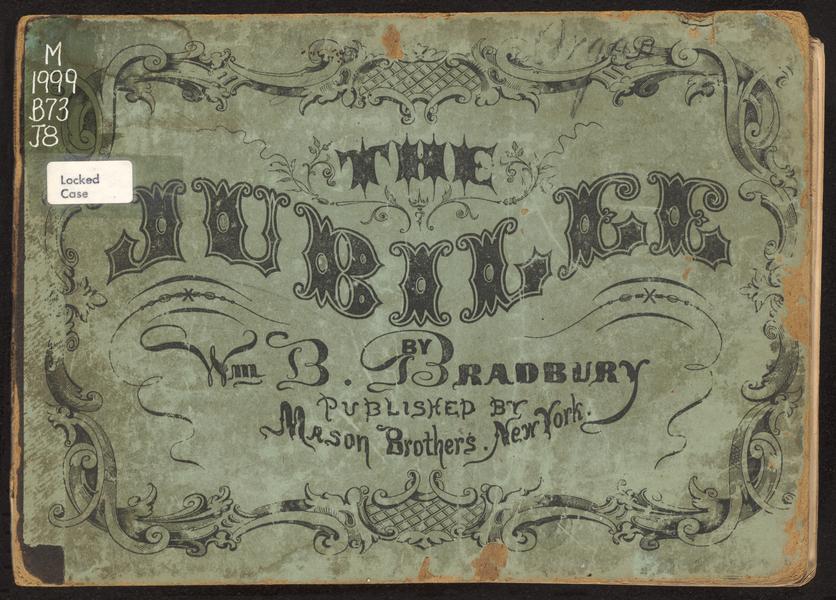 M
1999
B73
J8
Locked
Case
THE
JUBILEE
BY
Wm B. BRADBURY
PUBLISHED BY
Mason Brothers. New York.